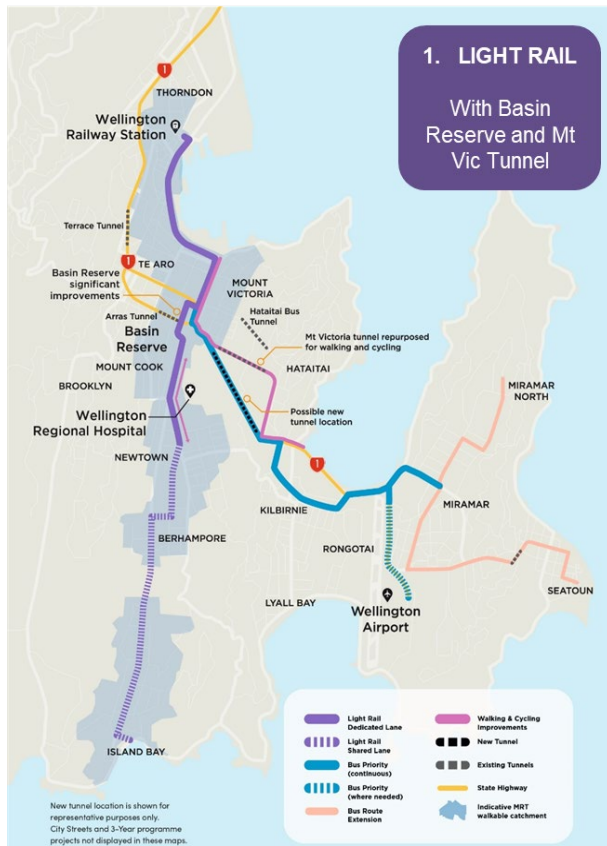 1. LIGHT RAIL
With Basin
Reserve and Mt
Vic Tunnel
1
THORNDON
Wellington
Railway Station
Terrace Tunnel
1
TE ARO
Basin Reserve
significant
improvements
MOUNT
VICTORIA
Arras Tunnel
Hataitai Bus
Tunnel
Basin
Reserve
Mt Victoria tunnel repurposed
for walking and cycling
MOUNT COOK
HATAITAI
BROOKLYN
MIRAMAR
NORTH
Wellington
Regional Hospital
Possible new
tunnel location
NEWTOWN
1
KILBIRNIE
MIRAMAR
BERHAMPORE
RONGOTAI
SEATOUN
LYALL BAY
Wellington
Airport
ISLAND BAY
Light Rail
Dedicated Lane
Light Rail
Shared Lane
Bus Priority
(continuous)
Bus Priority
(where needed)
Bus Route
Extension
Walking & Cycling
Improvements
New Tunnel
Existing Tunnels
State Highway
Indicative MRT
walkable catchment
New tunnel location is shown for
representative purposes only.
City Streets and 3-Year programme
projects not displayed in these maps.